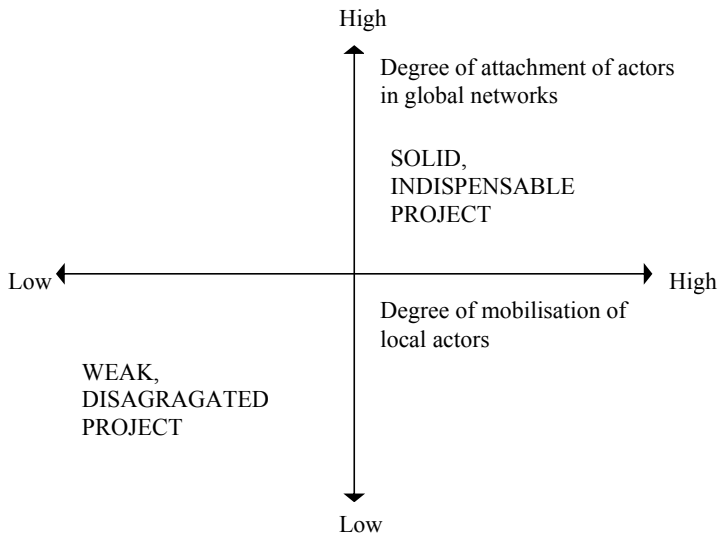 High
Degree of attachment of actors
in global networks
SOLID,
INDISPENSABLE
PROJECT
Low
High
Degree of mobilisation of
local actors
WEAK,
DISAGRAGATED
PROJECT
Low